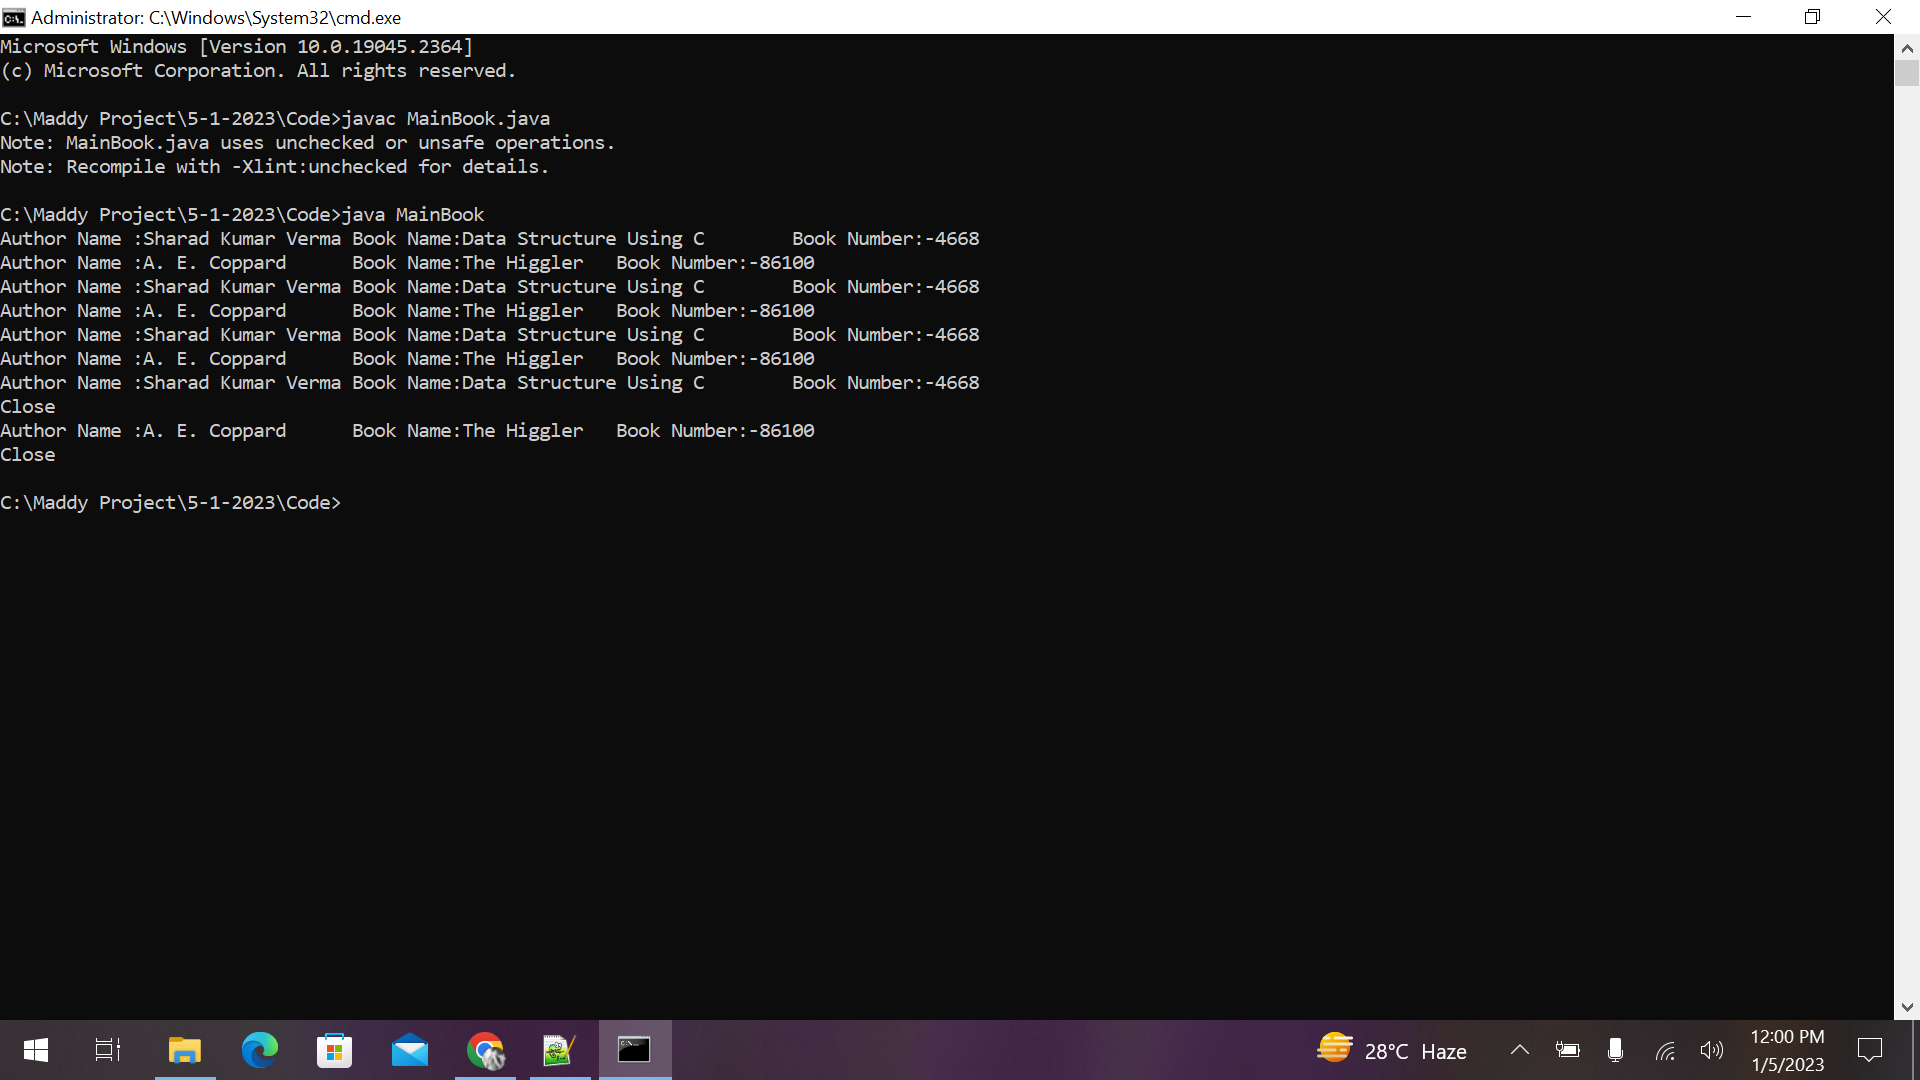 Administrator: C:\Windows\System32\cmd.exe
Microsoft Windows [Version 10.0.19045.2364]
(c) Microsoft Corporation. All rights reserved.
C:\Maddy Project\5-1-2023\Code>javac MainBook.java
Note: MainBook.java uses unchecked or unsafe operations.
Note: Recompile with -Xlint:unchecked for details.
C:\Maddy Project\5-1-2023\Code>java MainBook
Author Name :Sharad Kumar Verma Book Name:Data Structure Using C        Book Number:-4668
Author Name :A. E. Coppard      Book Name:The Higgler   Book Number:-86100
Author Name :Sharad Kumar Verma Book Name:Data Structure Using C        Book Number:-4668
Author Name :A. E. Coppard      Book Name:The Higgler   Book Number:-86100
Author Name :Sharad Kumar Verma Book Name:Data Structure Using C        Book Number:-4668
Author Name :A. E. Coppard      Book Name:The Higgler   Book Number:-86100
Author Name :Sharad Kumar Verma Book Name:Data Structure Using C        Book Number:-4668
Close
Author Name :A. E. Coppard      Book Name:The Higgler   Book Number:-86100
Close
C:\Maddy Project\5-1-2023\Code>
28°C Haze
12:00 PM
1/5/2023